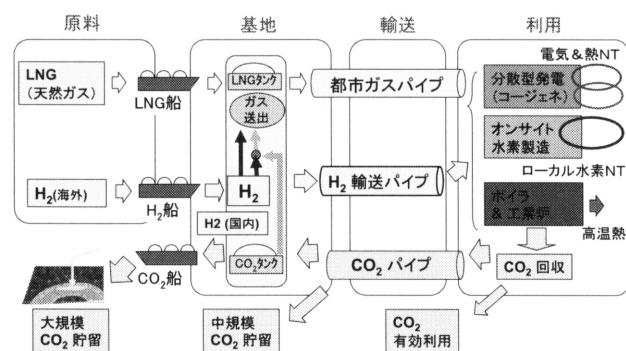 原料
基地
輸送
利用
LNG
(天然ガス)
LNG船
LNGタンク
ガス
送出
都市ガスパイプ
電気&熱NT
分散型発電
(コージェネ)
オンサイト
水素製造
ローカル水素NT
H2(海外)
H2船
H2
H2 (国内)
H2 輸送パイプ
ボイラ
& 工業炉
高温熱
CO2船
CO2タンク
CO2 パイプ
CO2 回収
大規模
CO2 貯留
中規模
CO2 貯留
CO2
有効利用